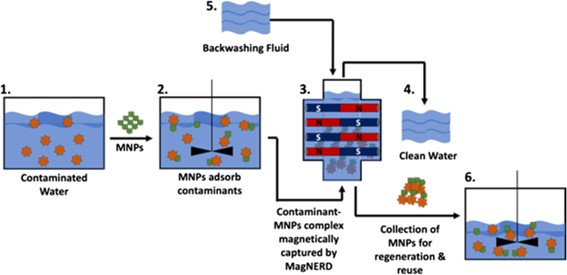 5.
Backwashing Fluid
1.
Contaminated
Water
MNPs
2.
MNPs adsorb
contaminants
3.
S N
N S
S N
N S
Contaminant-
MNPs complex
magnetically
captured by
MagNERD
4.
Clean Water
Collection of
MNPs for
regeneration &
reuse
6.